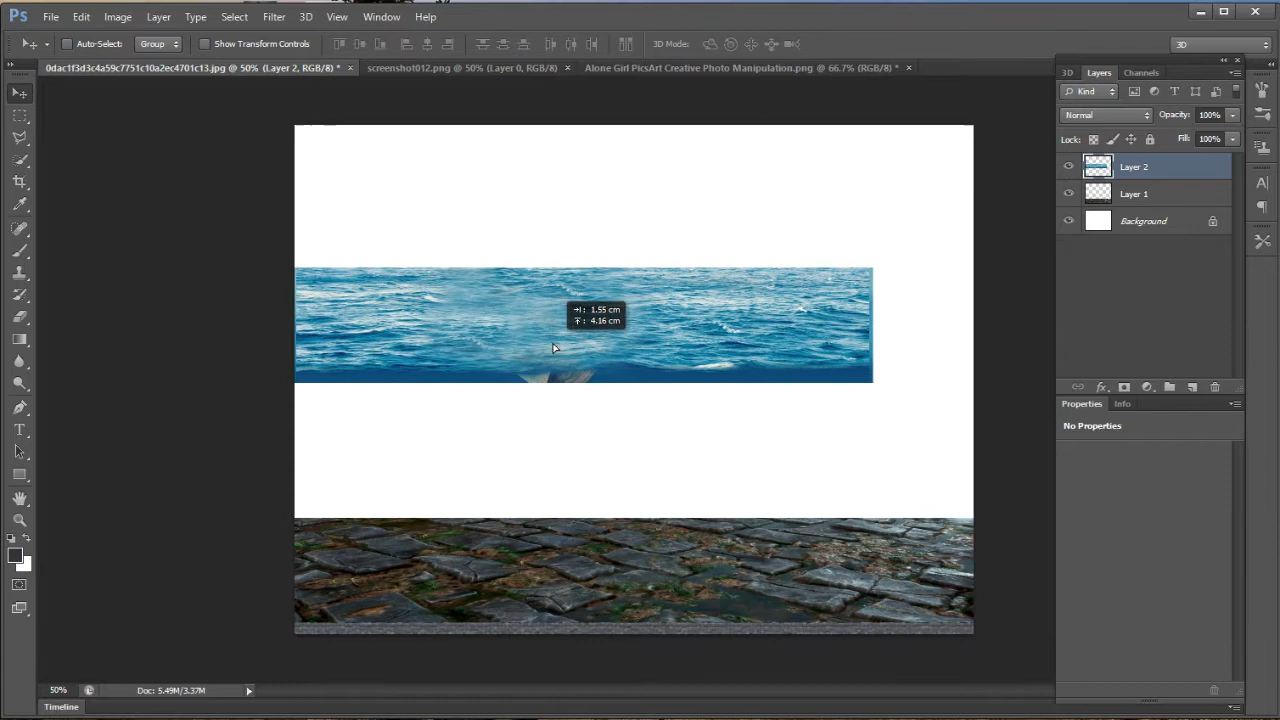 Ps File Edit Image Layer Type Select Filter 3D View Window Help
Auto-Select: Group Show Transform Controls 3D Mode: 3D
0dac1f3d3c4a59c7751c10a2ec4701c13.jpg @ 50% (Layer 2, RGB/8) * × screenshot012.png @ 50% (Layer 0, RGB/8) × Alone Girl PicsArt Creative Photo Manipulation.png @ 66.7% (RGB/8) * ×
3D Layers Channels
Kind
Normal Opacity: 100%
Lock: Fill: 100%
Layer 2
Layer 1
Background
1.55 cm
4.16 cm
Properties Info
No Properties
50% Doc: 5.49M/3.37M
Timeline